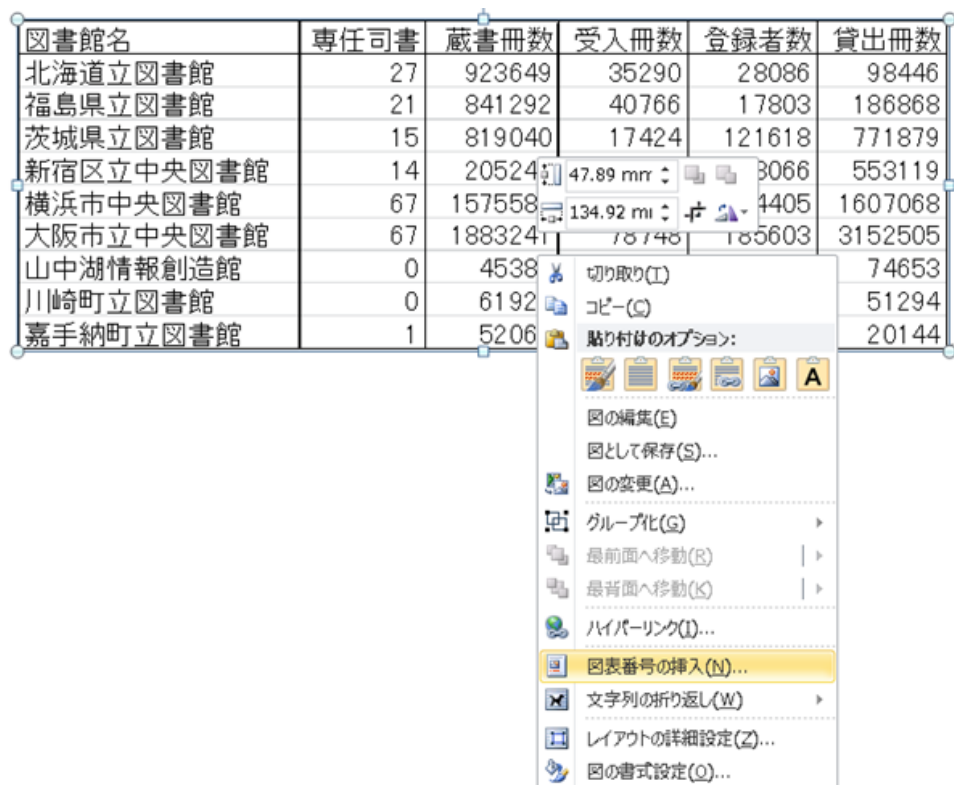 図書館名 専任司書 蔵書冊数 受入冊数 登録者数 貸出冊数
北海道立図書館 27 923649 35290 28086 98446
福島県立図書館 21 841292 40766 17803 186868
茨城県立図書館 15 819040 17424 121618 771879
新宿区立中央図書館 14 20524 8066 553119
47.89 mm
横浜市中央図書館 67 157558 4405 1607068
134.92 mi
大阪市立中央図書館 67 1883241 78748 185603 3152505
山中湖情報創造館 0 4538 74653
川崎町立図書館 0 6192 51294
嘉手納町立図書館 1 5206 20144
切り取り(T)
コピー(C)
貼り付けのオプション:
A
図の編集(E)
図として保存(S)...
図の変更(A)...
グループ化(G)
最前面へ移動(R)
最背面へ移動(K)
ハイパーリンク(I)...
図表番号の挿入(N)...
文字列の折り返し(W)
レイアウトの詳細設定(Z)...
図の書式設定(O)...